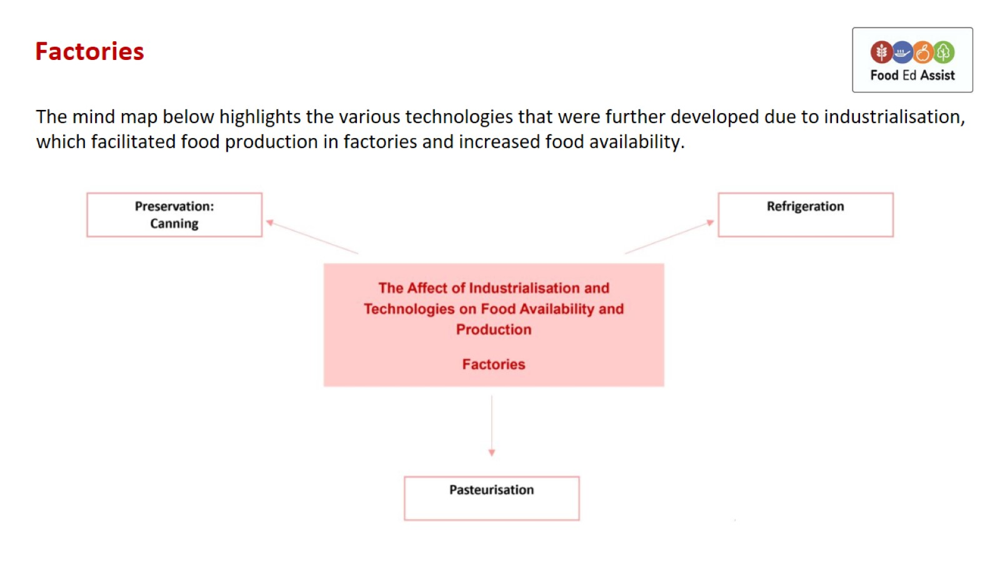 Factories
Food Ed Assist
The mind map below highlights the various technologies that were further developed due to industrialisation,
which facilitated food production in factories and increased food availability.
Preservation:
Canning
Refrigeration
The Affect of Industrialisation and
Technologies on Food Availability and
Production
Factories
Pasteurisation